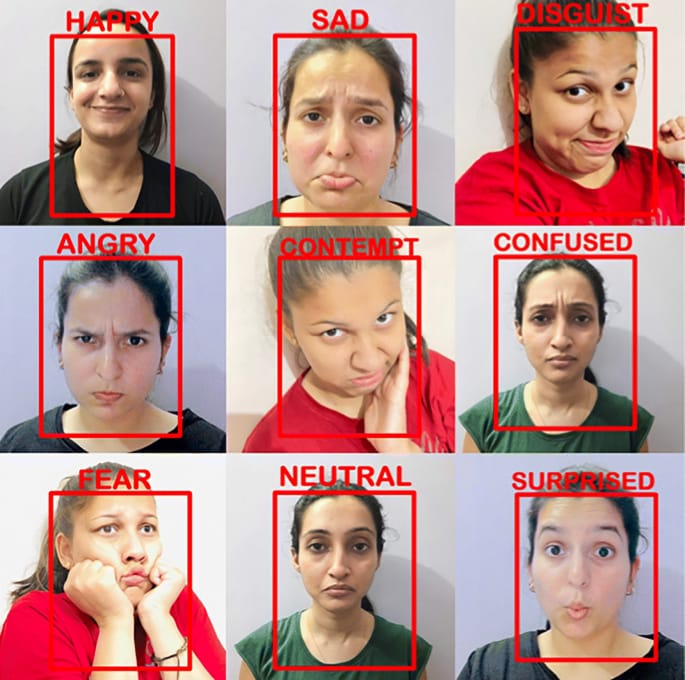 HAPPY
SAD
DISGUIST
ANGRY
CONTEMPT
CONFUSED
FEAR
NEUTRAL
SURPRISED